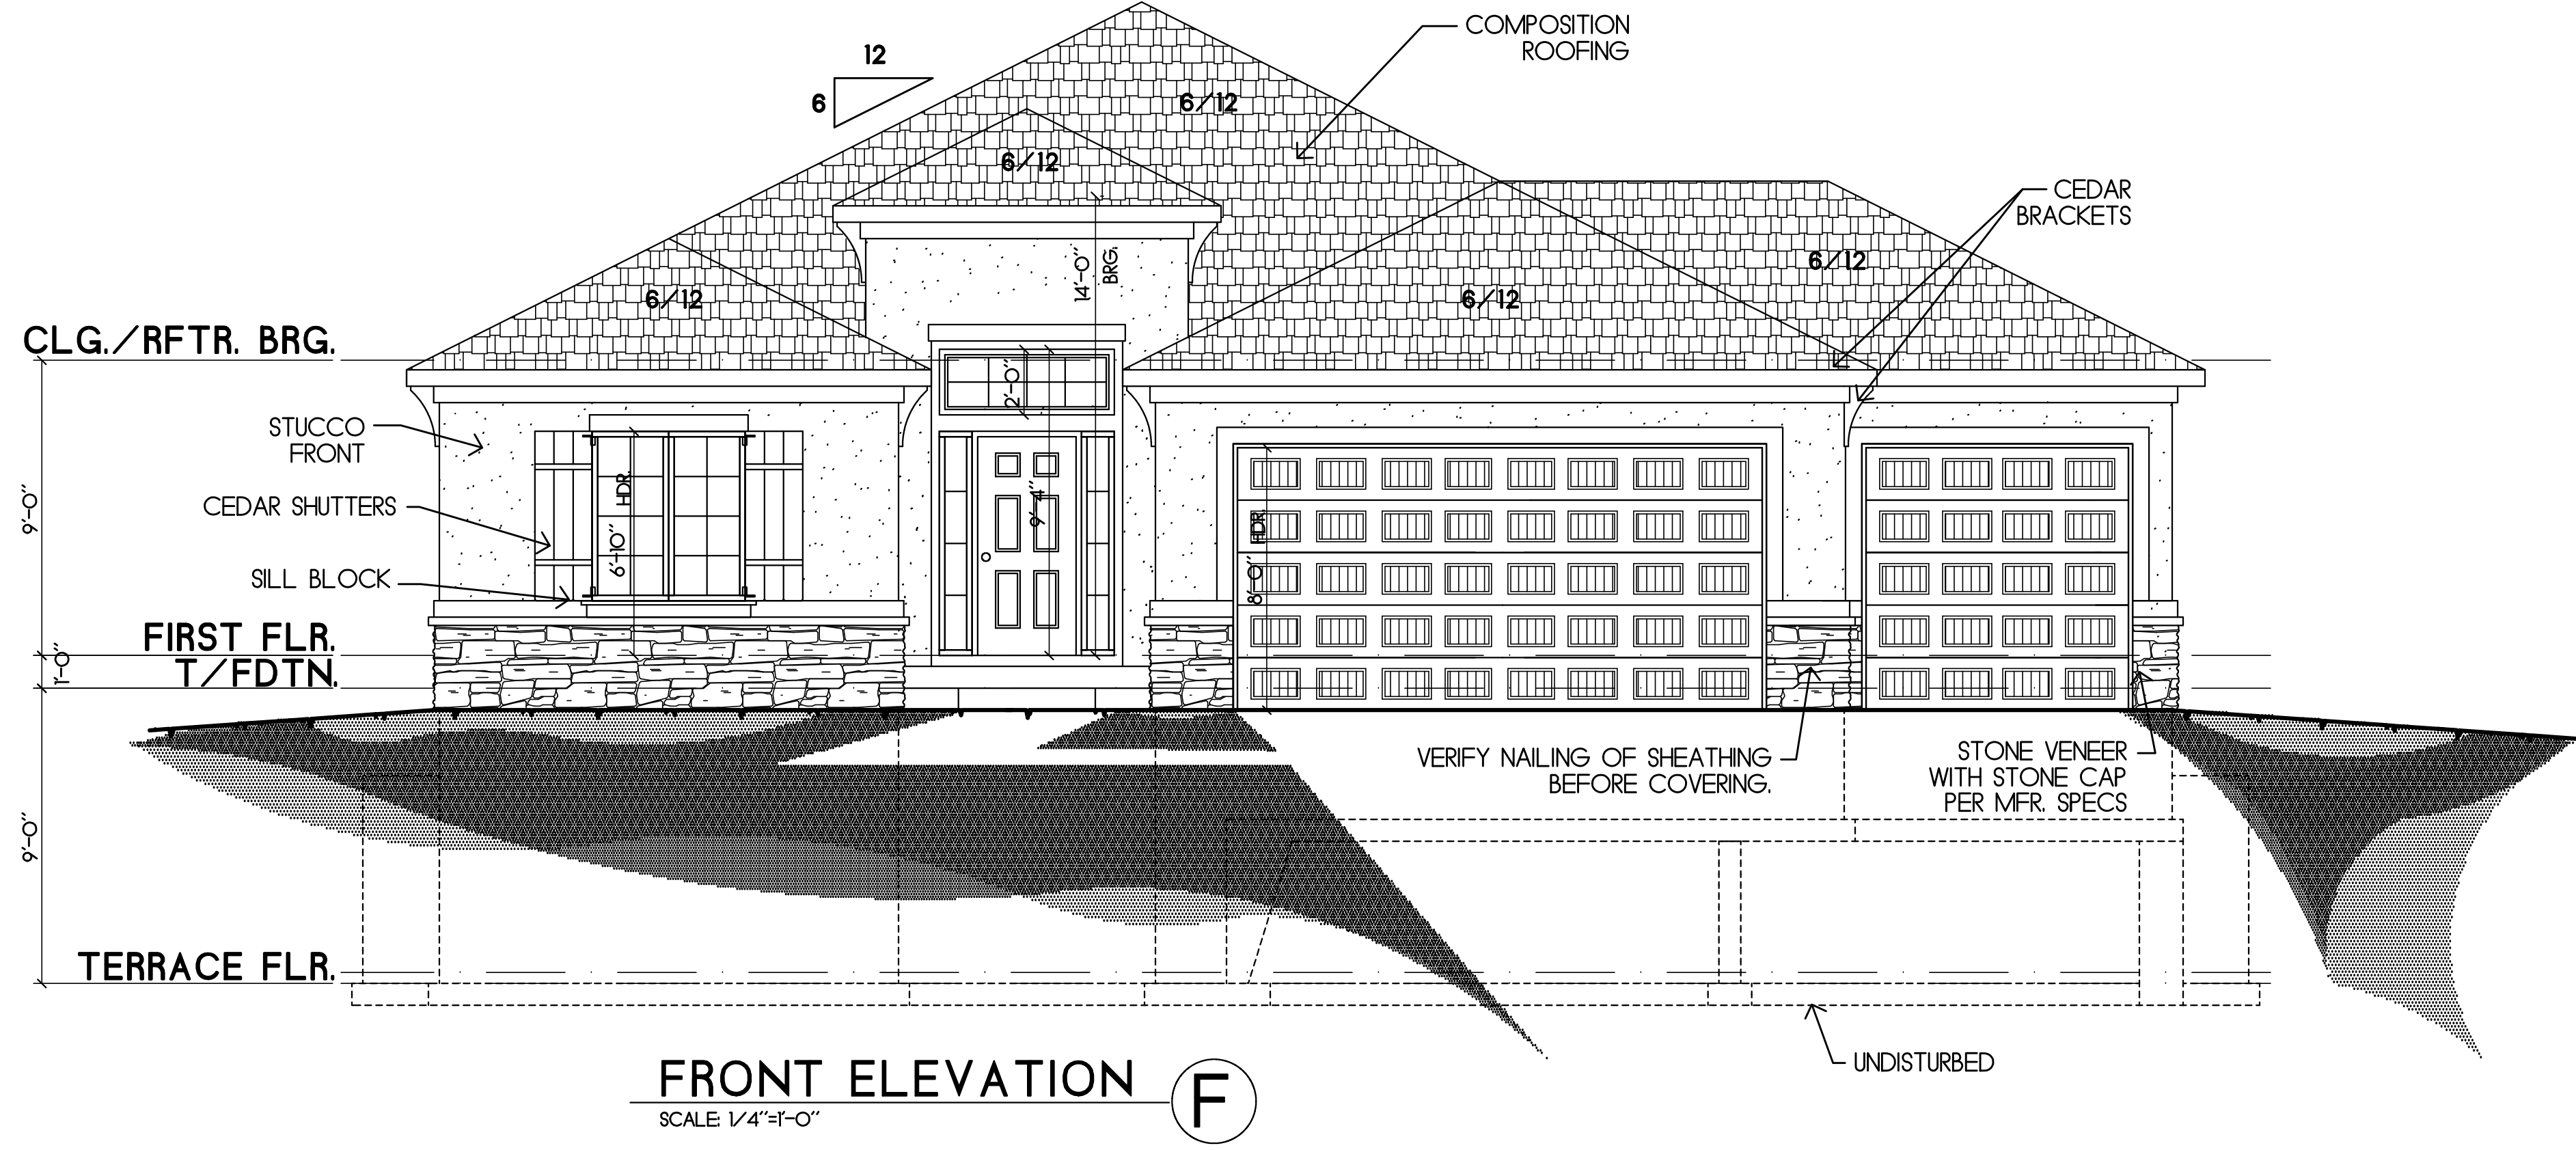 COMPOSITION
ROOFING
12
6
6/12
6/12
CEDAR
BRACKETS
6/12
6/12
6/12
14'-0"
BRG.
CLG./RFTR. BRG.
2'-0"
STUCCO
FRONT
HDR.
6'-10"
9'-4"
HDR.
8'-0"
9'-0"
CEDAR SHUTTERS
SILL BLOCK
FIRST FLR.
1'-0"
T/FDTN.
VERIFY NAILING OF SHEATHING
BEFORE COVERING.
STONE VENEER
WITH STONE CAP
PER MFR. SPECS
9'-0"
TERRACE FLR.
UNDISTURBED
FRONT ELEVATION
F
SCALE: 1/4"=1'-0"